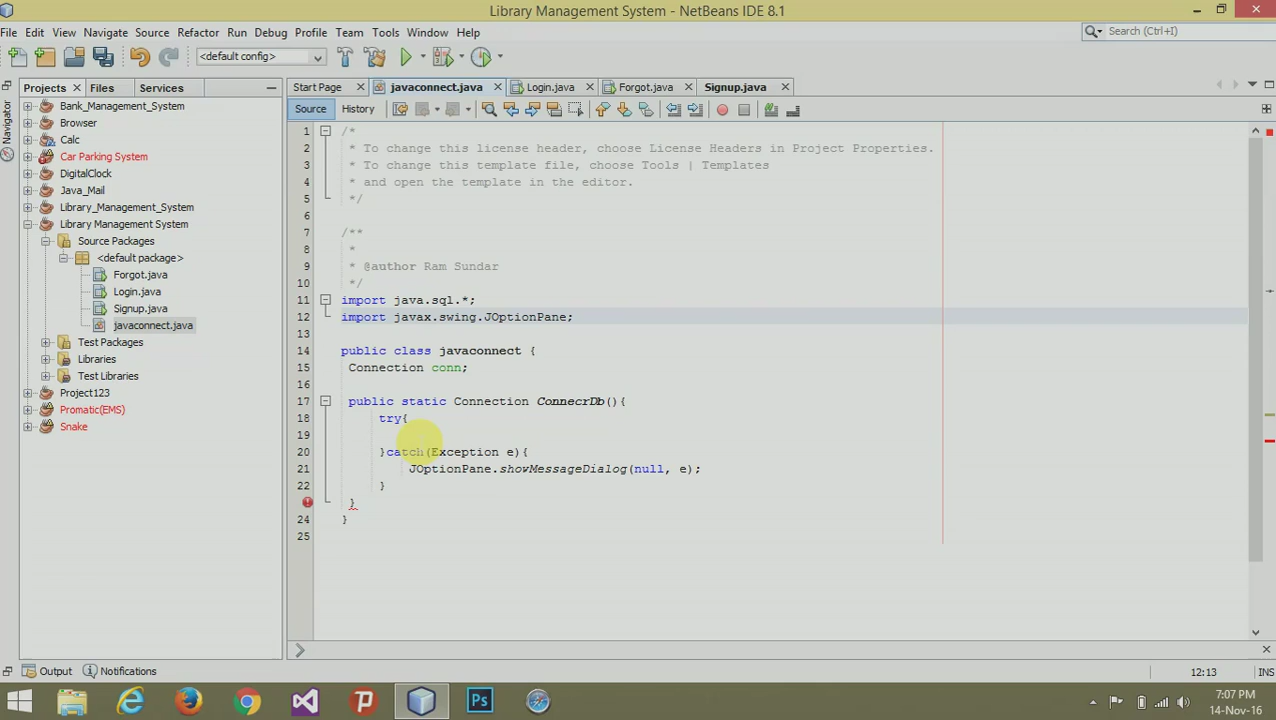 Library Management System - NetBeans IDE 8.1
File Edit View Navigate Source Refactor Run Debug Profile Team Tools Window Help
Search (Ctrl+I)
<default config>
Projects Files Services
Start Page javaconnect.java Login.java Forgot.java Signup.java
Source History
Navigator
Bank_Management_System
Browser
Calc
Car Parking System
DigitalClock
Java_Mail
Library_Management_System
Library Management System
Source Packages
<default package>
Forgot.java
Login.java
Signup.java
javaconnect.java
Test Packages
Libraries
Test Libraries
Project123
Promatic(EMS)
Snake
1 /*
2 * To change this license header, choose License Headers in Project Properties.
3 * To change this template file, choose Tools | Templates
4 * and open the template in the editor.
5 */
6
7 /**
8 *
9 * @author Ram Sundar
10 */
11 import java.sql.*;
12 import javax.swing.JOptionPane;
13
14 public class javaconnect {
15 Connection conn;
16
17 public static Connection ConnecrDb(){
18 try{
19
20 }catch(Exception e){
21 JOptionPane.showMessageDialog(null, e);
22 }
}
24 }
25
Output Notifications
12:13 INS
7:07 PM
14-Nov-16